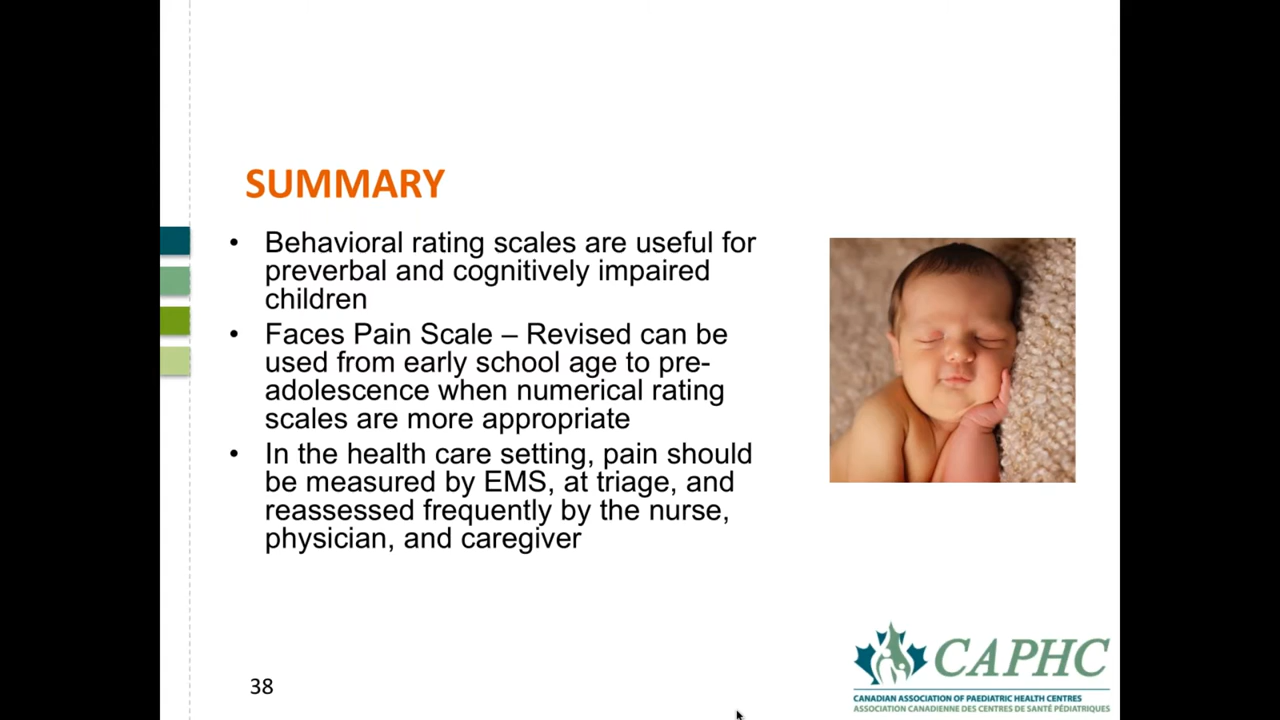 SUMMARY
• Behavioral rating scales are useful for
preverbal and cognitively impaired
children
• Faces Pain Scale – Revised can be
used from early school age to pre-
adolescence when numerical rating
scales are more appropriate
• In the health care setting, pain should
be measured by EMS, at triage, and
reassessed frequently by the nurse,
physician, and caregiver
38
CAPHC
CANADIAN ASSOCIATION OF PAEDIATRIC HEALTH CENTRES
ASSOCIATION CANADIENNE DES CENTRES DE SANTÉ PÉDIATRIQUES